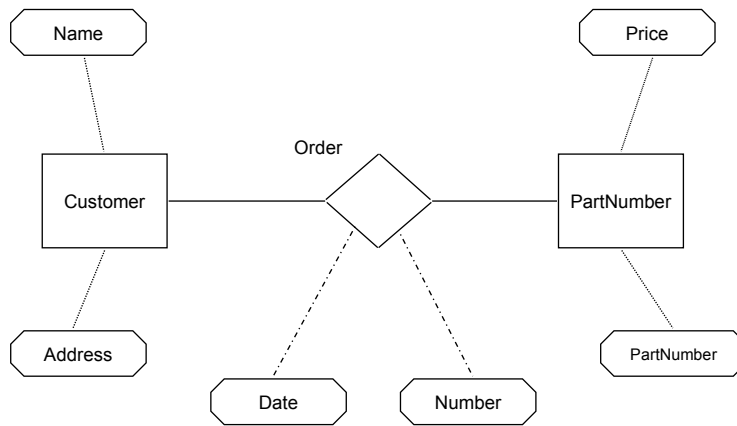 Name
Price
Order
Customer
PartNumber
Address
PartNumber
Date
Number